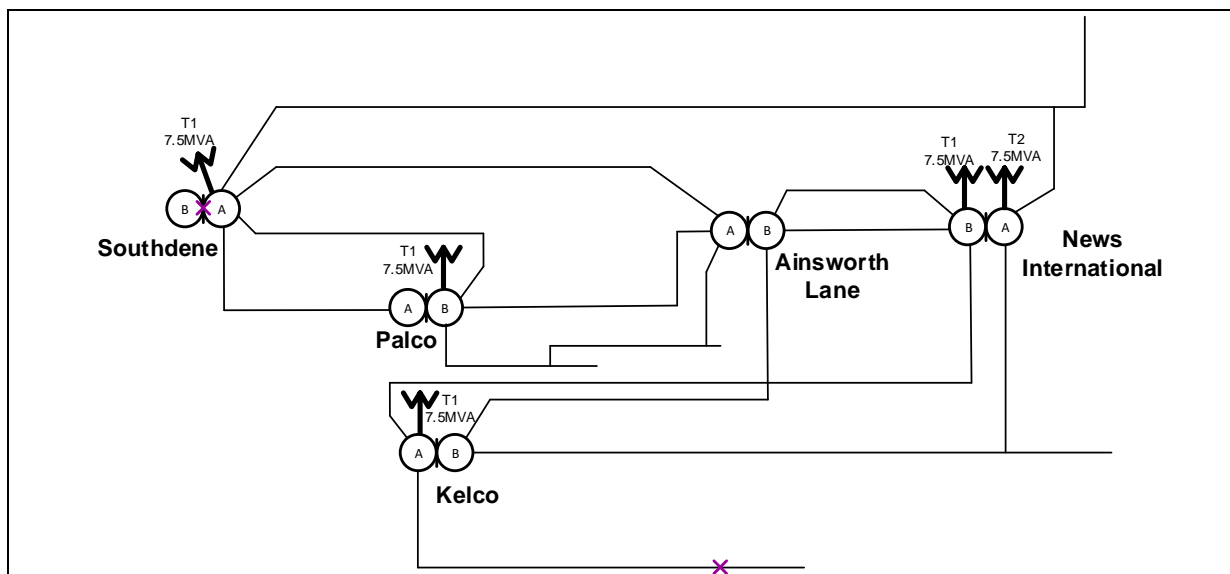 T1
7.5MVA
B
A
Southdene
T1
7.5MVA
A
B
Palco
A
B
Ainsworth
Lane
T1
7.5MVA
T2
7.5MVA
B
A
News
International
T1
7.5MVA
A
B
Kelco